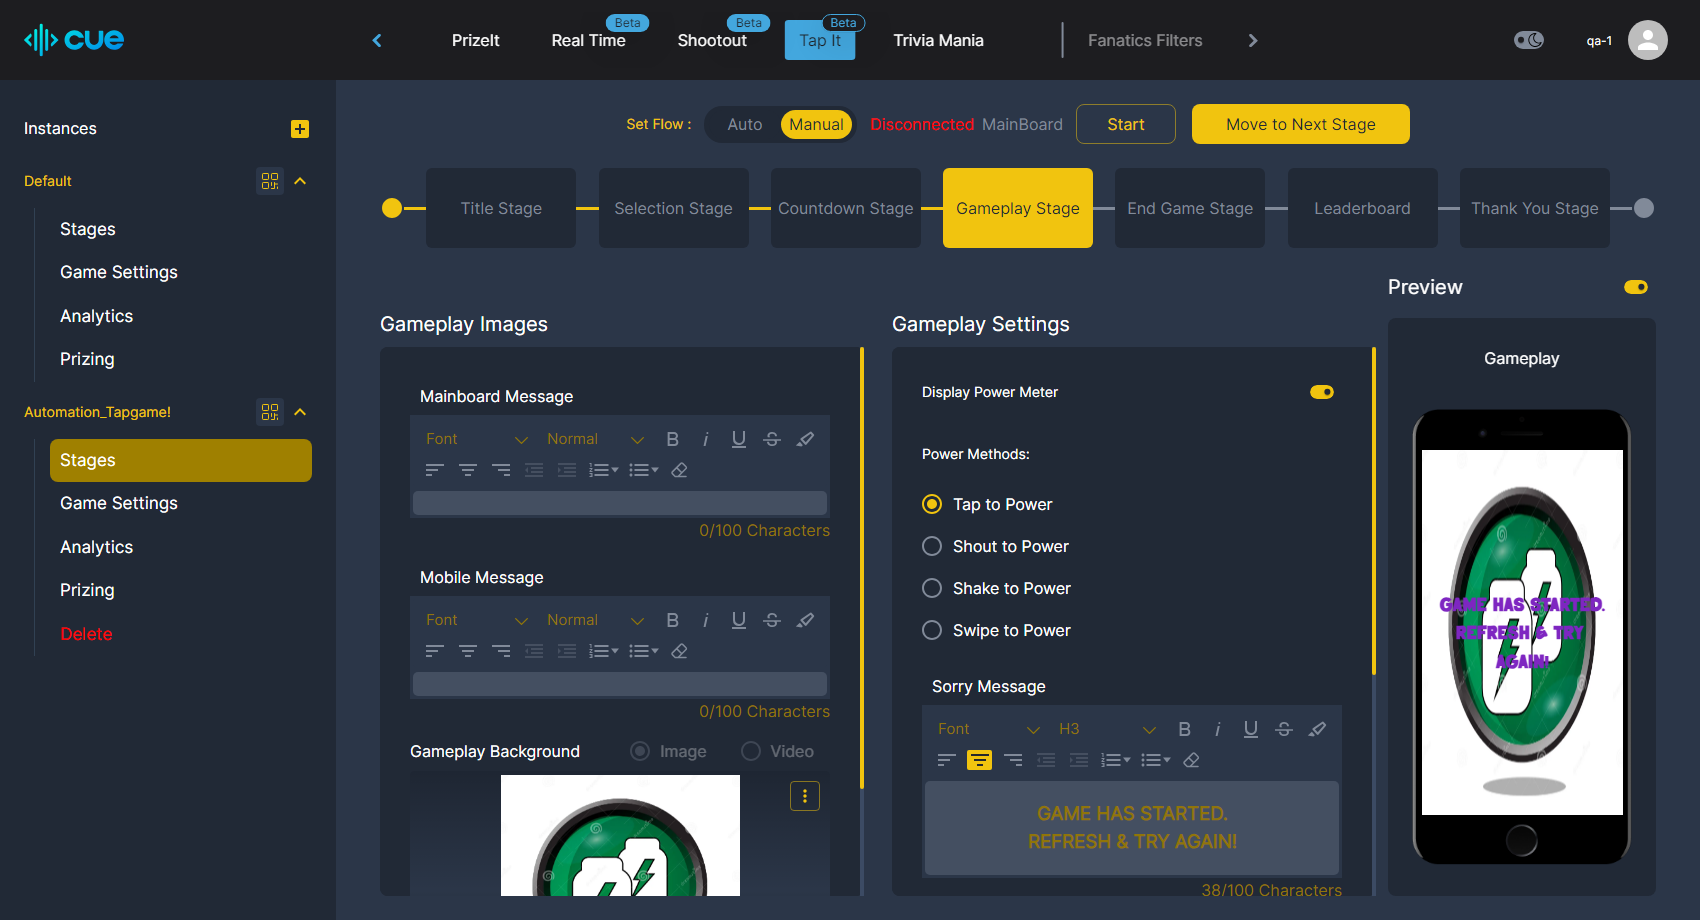 cue
PrizeIt
Real Time
Beta
Shootout
Beta
Tap It
Beta
Trivia Mania
Fanatics Filters
qa-1
Instances
Default
Stages
Game Settings
Analytics
Prizing
Automation_Tapgame!
Stages
Game Settings
Analytics
Prizing
Delete
Set Flow :
Auto
Manual
Disconnected MainBoard
Start
Move to Next Stage
Title Stage
Selection Stage
Countdown Stage
Gameplay Stage
End Game Stage
Leaderboard
Thank You Stage
Gameplay Images
Mainboard Message
Font
Normal
B
i
U
S
0/100 Characters
Mobile Message
Font
Normal
B
i
U
S
0/100 Characters
Gameplay Background
Image
Video
Gameplay Settings
Display Power Meter
Power Methods:
Tap to Power
Shout to Power
Shake to Power
Swipe to Power
Sorry Message
Font
H3
B
i
U
S
GAME HAS STARTED.
REFRESH & TRY AGAIN!
38/100 Characters
Preview
Gameplay
GAME HAS STARTED.
REFRESH & TRY
AGAIN!